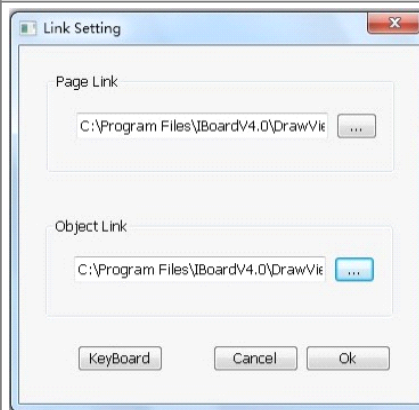 Link Setting
Page Link
C:\Program Files\IBoardV4.0\DrawVie
...
Object Link
C:\Program Files\IBoardV4.0\DrawVie
...
KeyBoard Cancel Ok